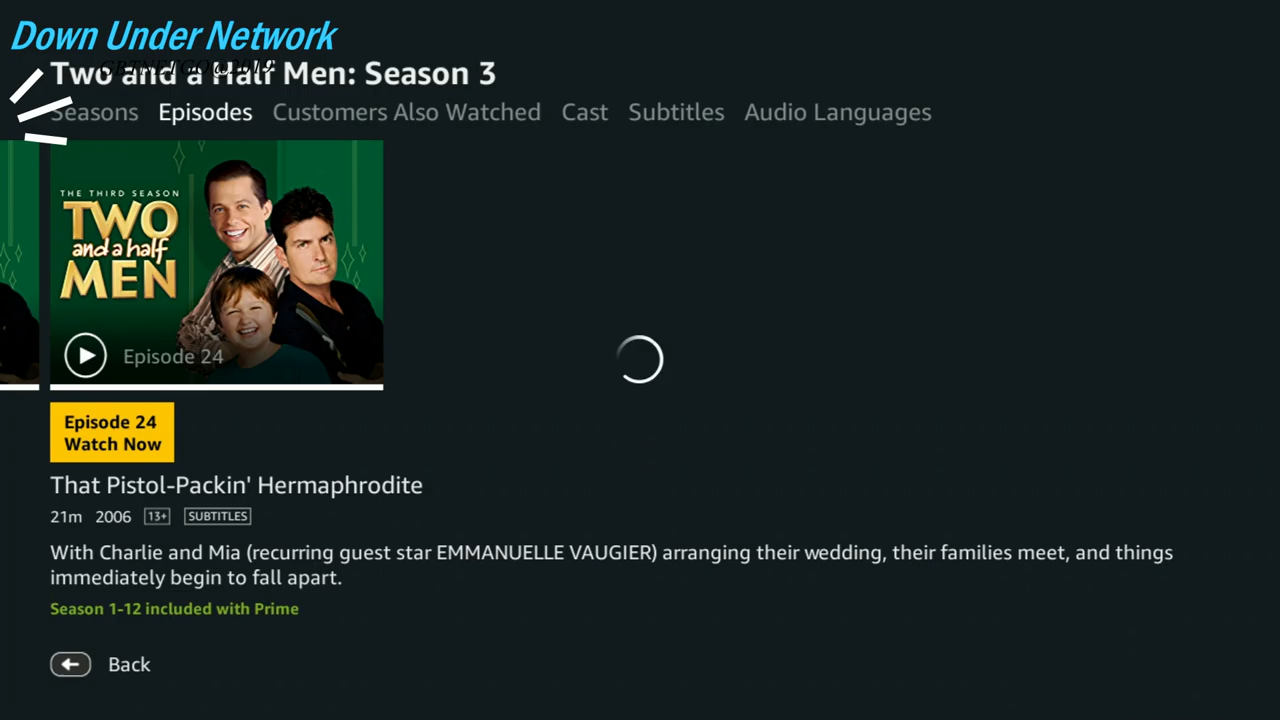 Down Under Network
GBTNETGO@2019
Two and a Half Men: Season 3
Seasons Episodes Customers Also Watched Cast Subtitles Audio Languages
THE THIRD SEASON
TWO
and a half
MEN
Episode 24
Episode 24
Watch Now
That Pistol-Packin' Hermaphrodite
21m 2006 13+ SUBTITLES
With Charlie and Mia (recurring guest star EMMANUELLE VAUGIER) arranging their wedding, their families meet, and things
immediately begin to fall apart.
Season 1-12 included with Prime
Back